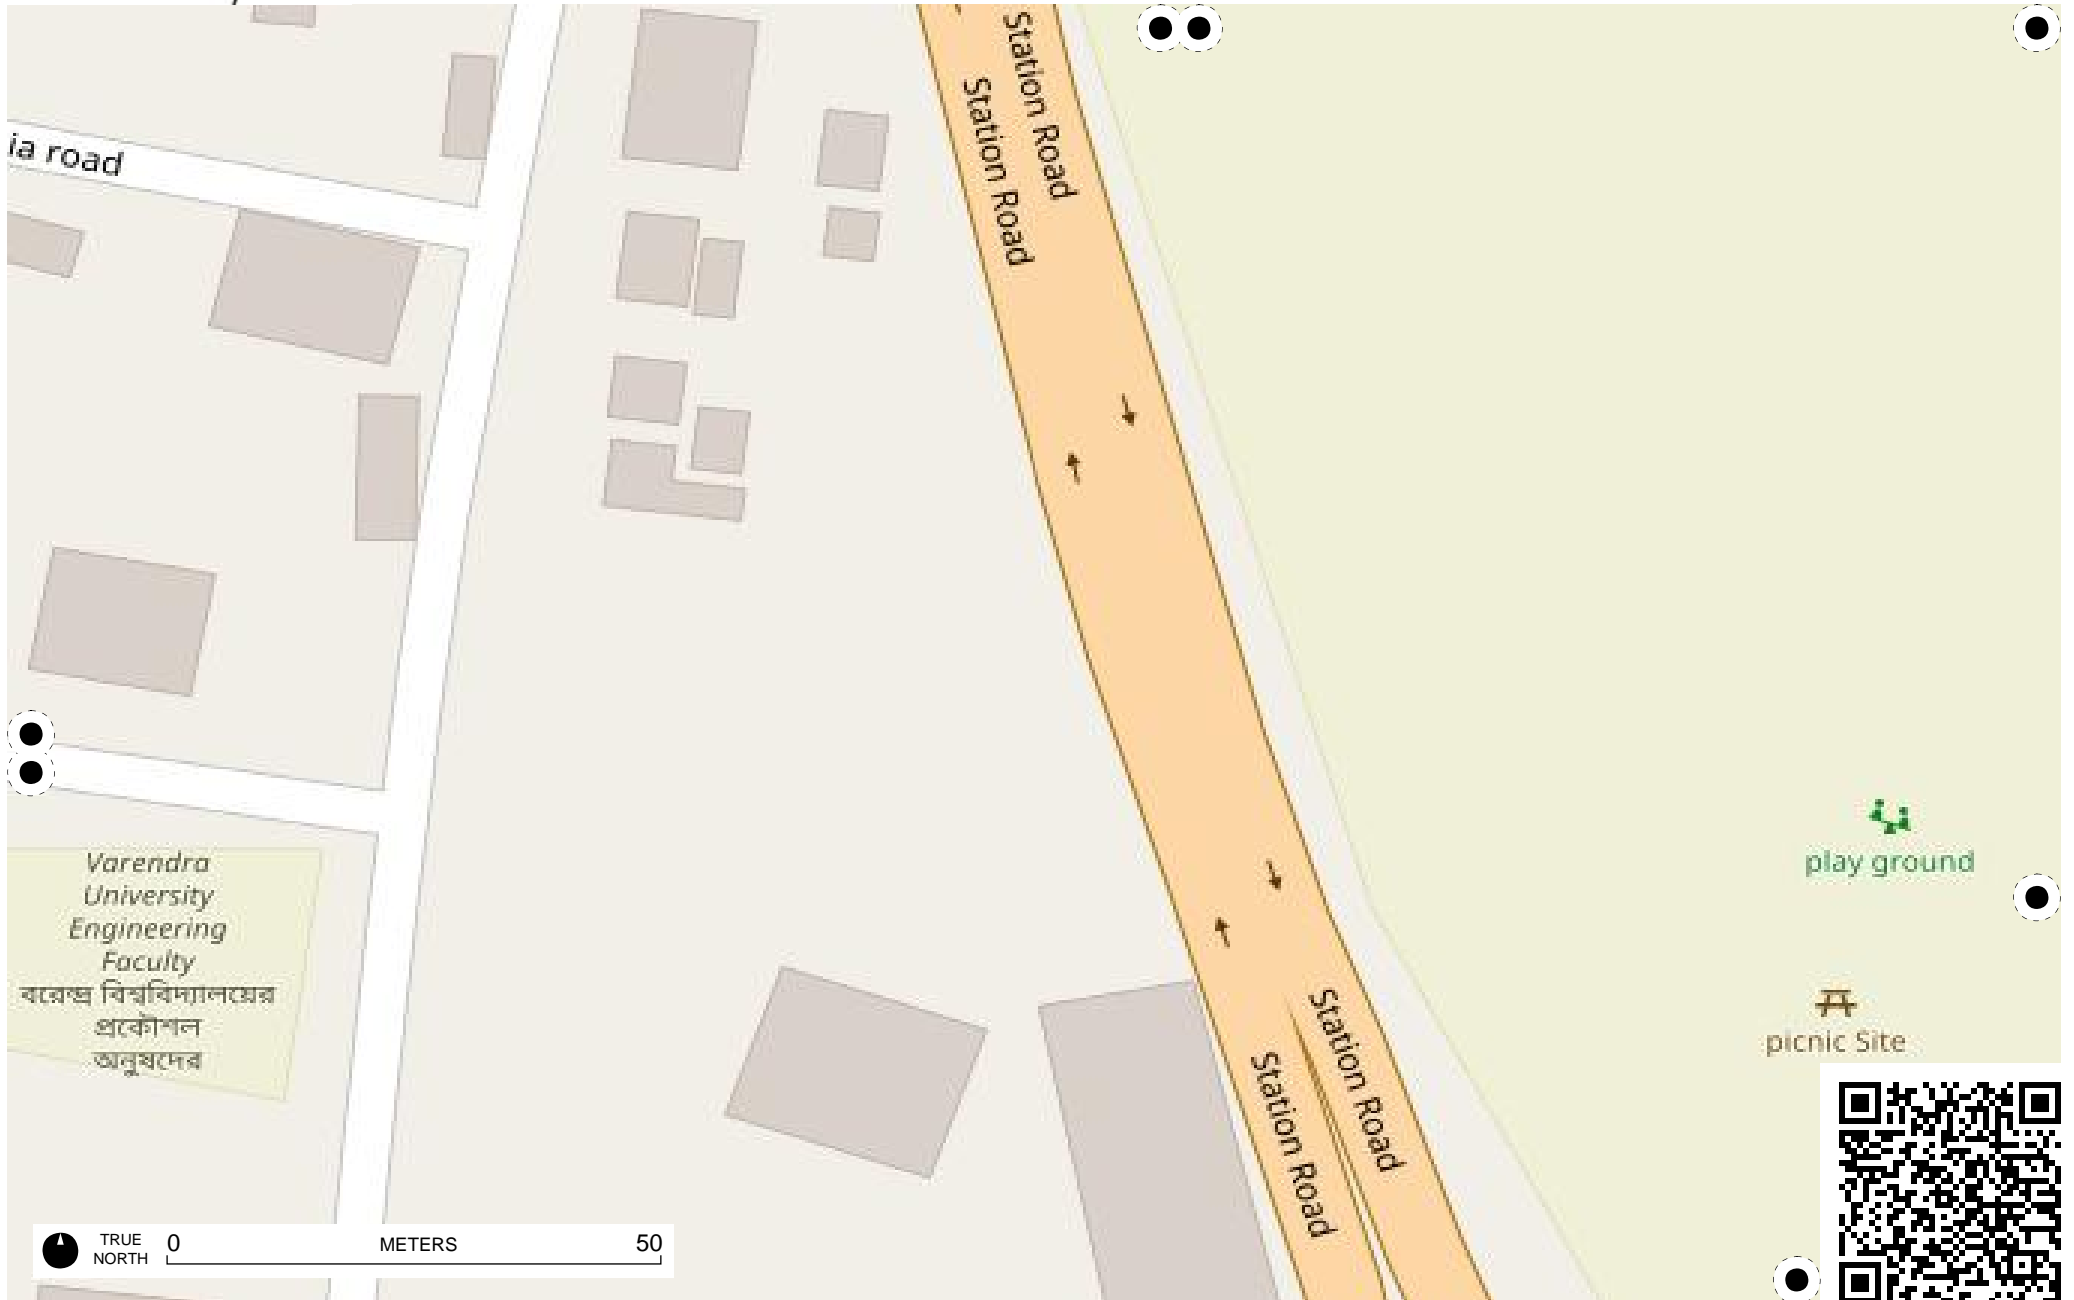 Station Road
Station Road
ia road
play ground
Varendra
University
Engineering
Faculty
বরেন্দ্র বিশ্ববিদ্যালয়ের
প্রকৌশল
অনুষদের
picnic Site
Station Road
Station Road
TRUE
NORTH
0 METERS 50